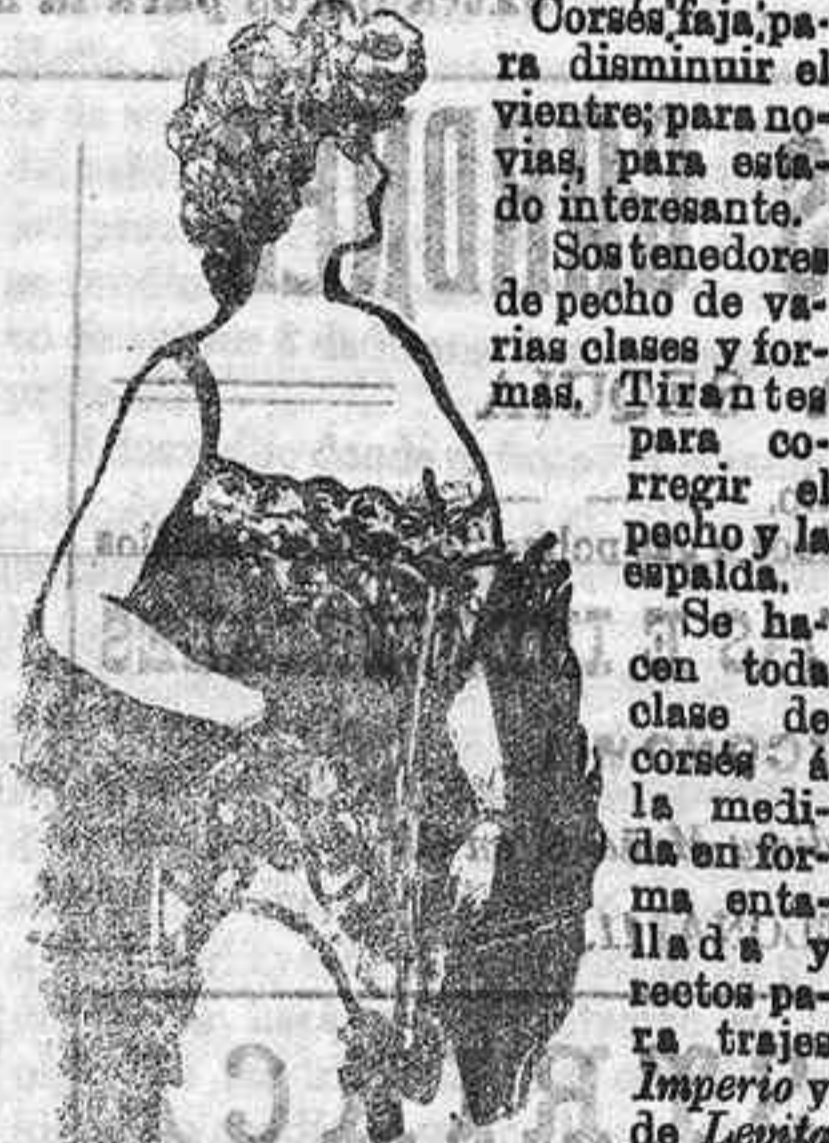 Corsés faja pa-
ra disminuir el
vientre; para no-
vias, para esta-
do interesante.
Sostenedores
de pecho de va-
rias clases y for-
mas. Tirantes
para co-
rregir el
pecho y la
espalda.
Se ha-
cen toda
clase de
corsés á
la medi-
da en for-
ma enta-
llada y
rectos pa-
ra trajes
Imperio y
de Levita